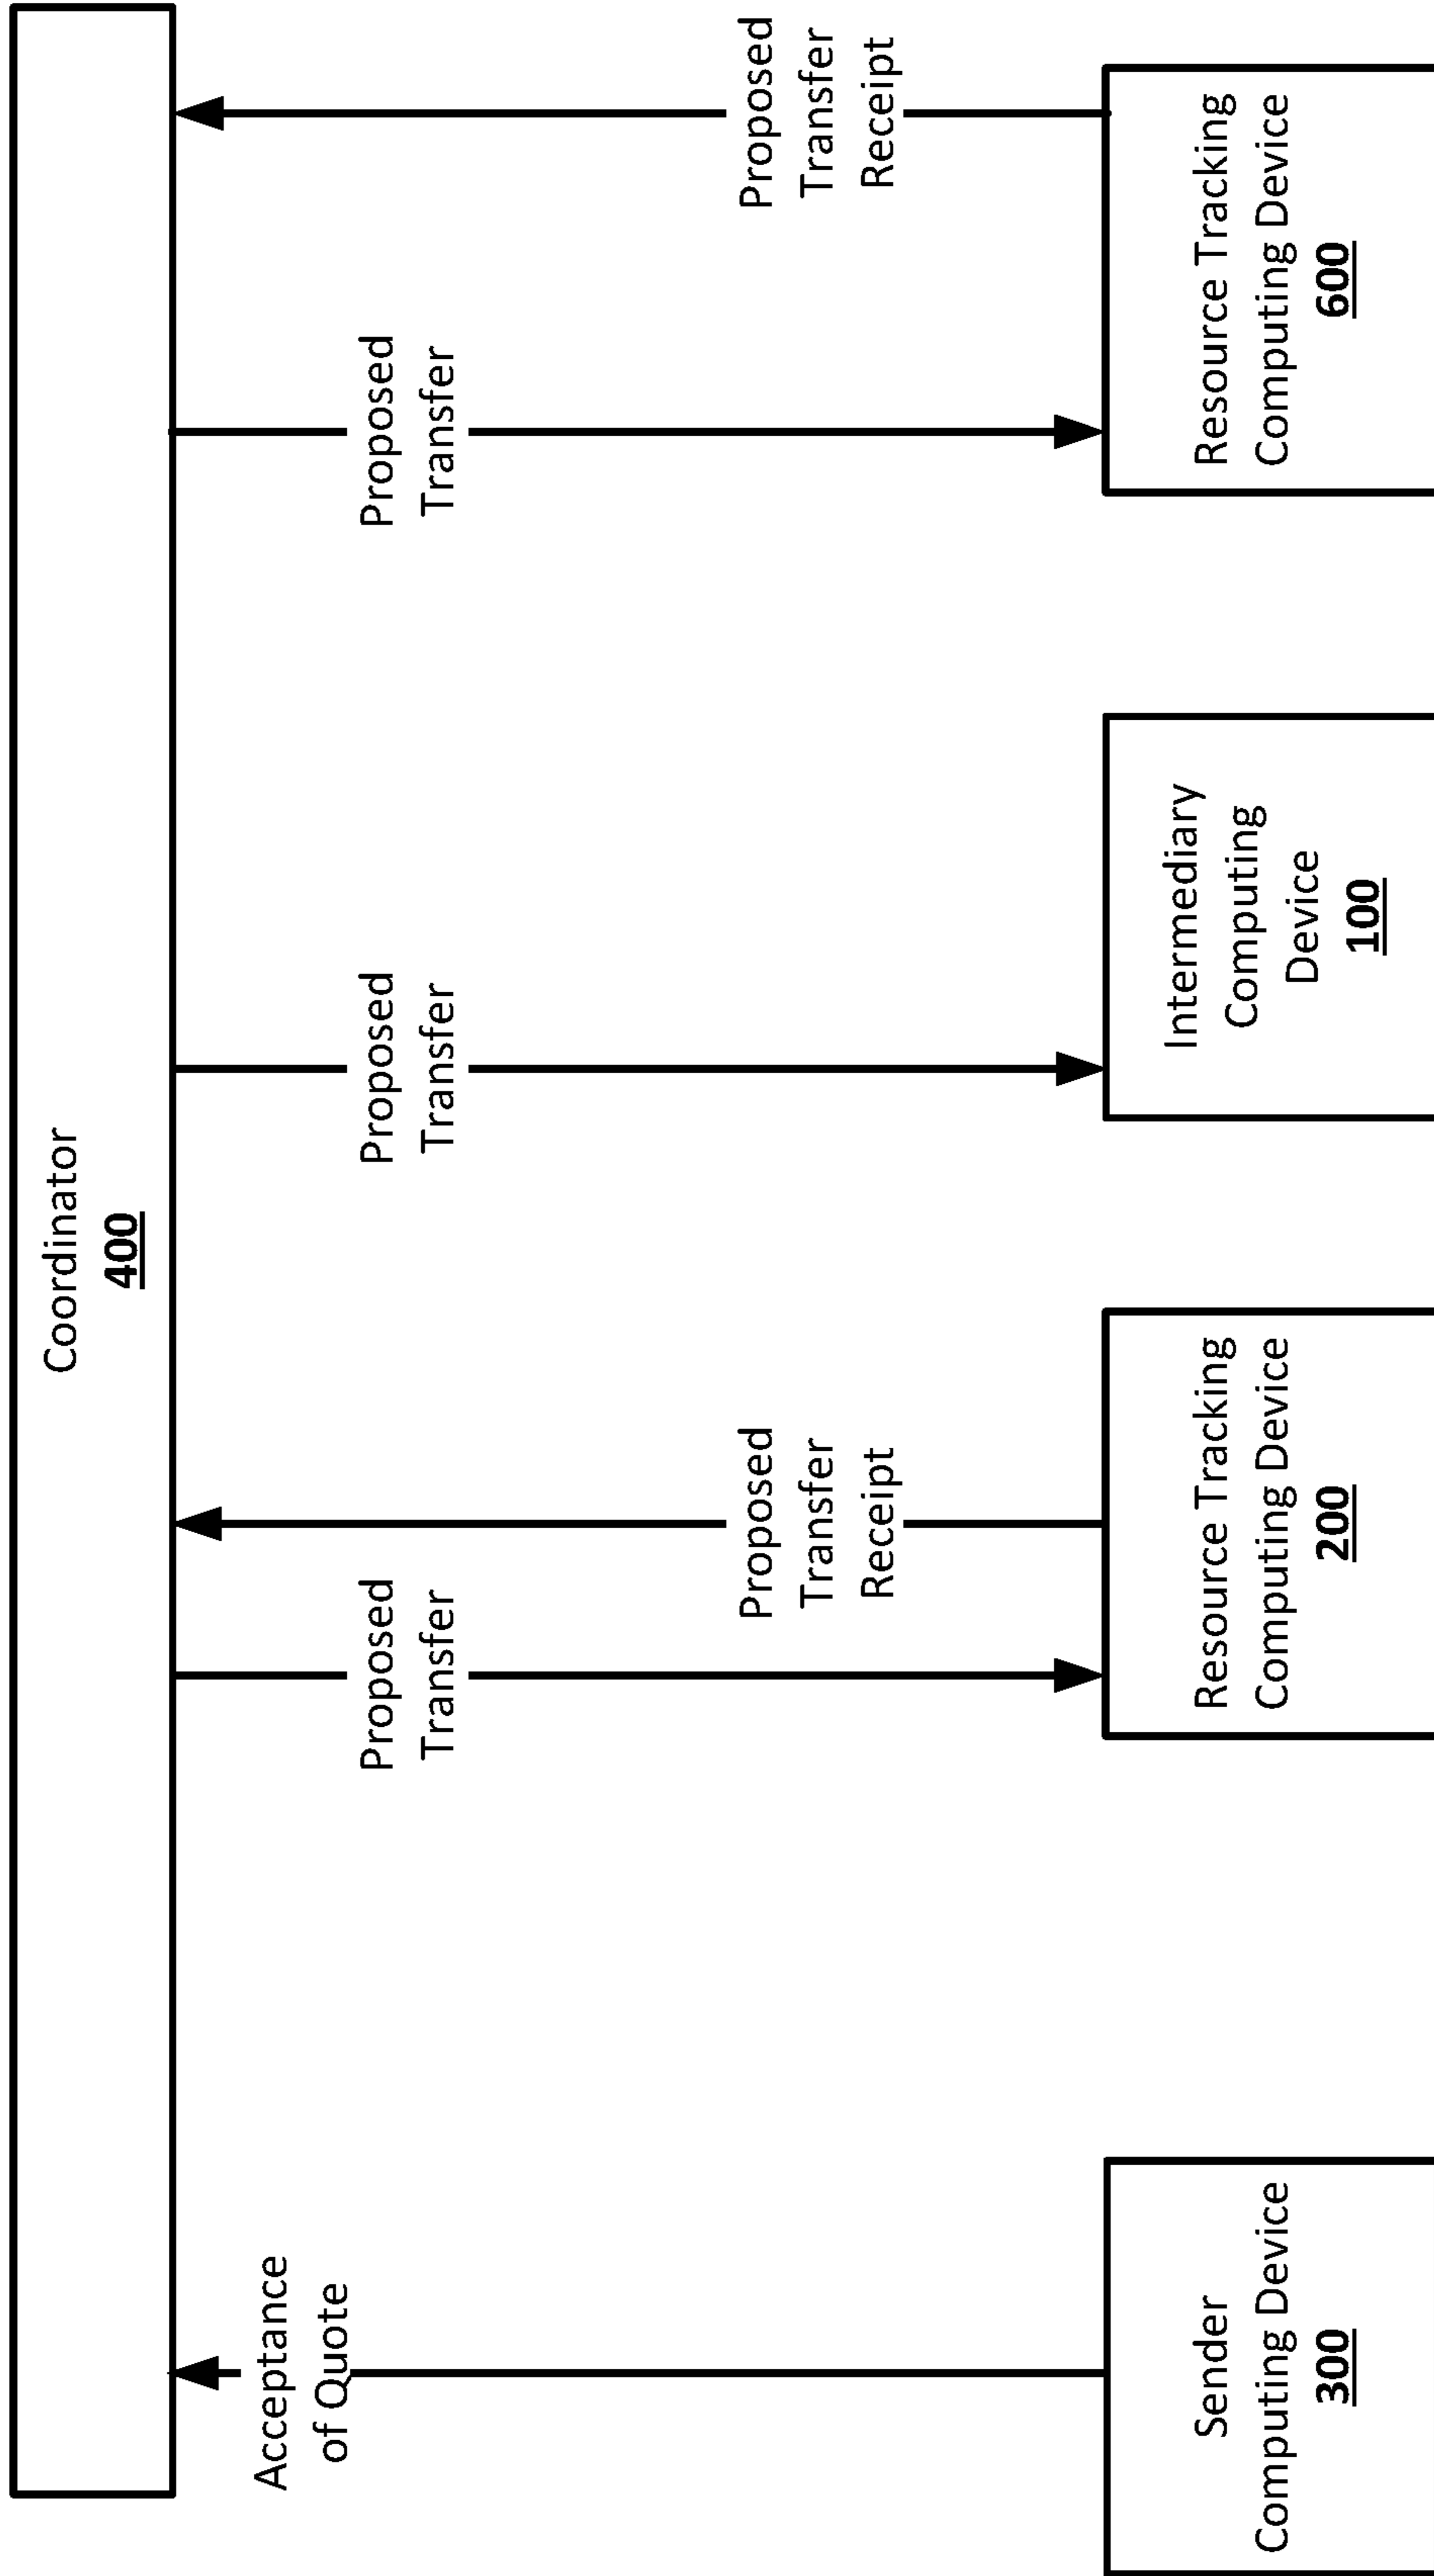 Coordinator
400
Acceptance
of Quote
Proposed
Transfer
Proposed
Transfer
Receipt
Proposed
Transfer
Proposed
Transfer
Proposed
Transfer
Receipt
Sender
Computing Device
300
Resource Tracking
Computing Device
200
Intermediary
Computing
Device
100
Resource Tracking
Computing Device
600